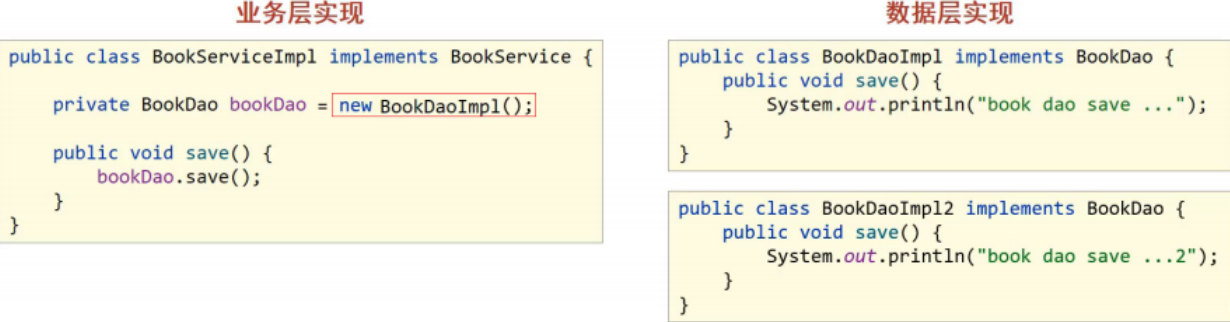 业务层实现
public class BookServiceImpl implements BookService {
    private BookDao bookDao = new BookDaoImpl();
    public void save() {
        bookDao.save();
    }
}
数据层实现
public class BookDaoImpl implements BookDao {
    public void save() {
        System.out.println("book dao save ...");
    }
}
public class BookDaoImpl2 implements BookDao {
    public void save() {
        System.out.println("book dao save ...2");
    }
}